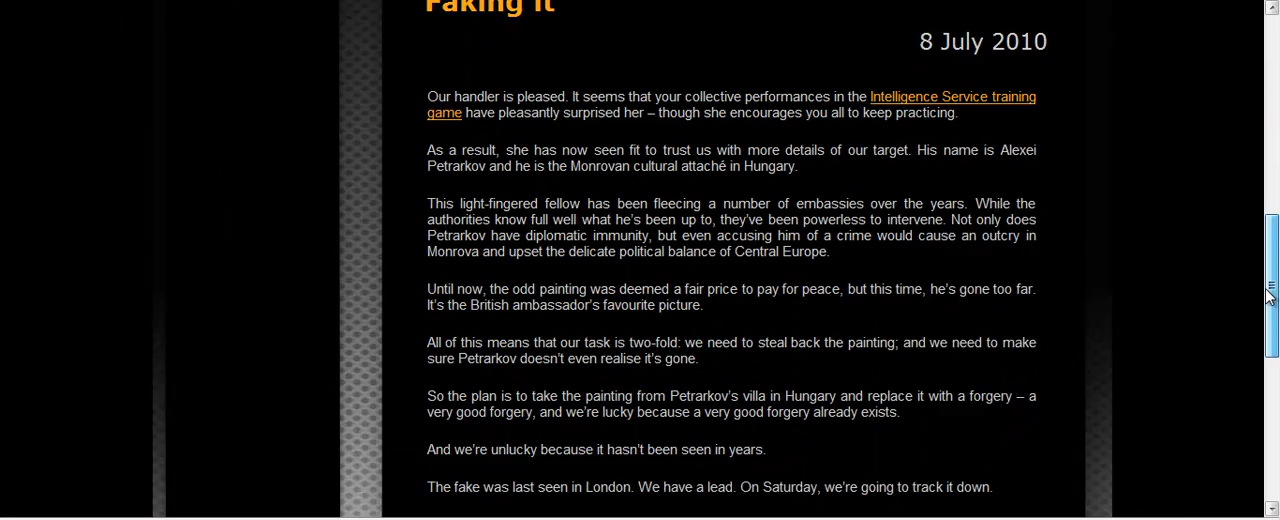 Faking It
8 July 2010
Our handler is pleased. It seems that your collective performances in the Intelligence Service training
game have pleasantly surprised her – though she encourages you all to keep practicing.
As a result, she has now seen fit to trust us with more details of our target. His name is Alexei
Petrarkov and he is the Monrovan cultural attaché in Hungary.
This light-fingered fellow has been fleecing a number of embassies over the years. While the
authorities know full well what he’s been up to, they’ve been powerless to intervene. Not only does
Petrarkov have diplomatic immunity, but even accusing him of a crime would cause an outcry in
Monrova and upset the delicate political balance of Central Europe.
Until now, the odd painting was deemed a fair price to pay for peace, but this time, he’s gone too far.
It’s the British ambassador’s favourite picture.
All of this means that our task is two-fold: we need to steal back the painting; and we need to make
sure Petrarkov doesn’t even realise it’s gone.
So the plan is to take the painting from Petrarkov’s villa in Hungary and replace it with a forgery – a
very good forgery, and we’re lucky because a very good forgery already exists.
And we’re unlucky because it hasn’t been seen in years.
The fake was last seen in London. We have a lead. On Saturday, we’re going to track it down.